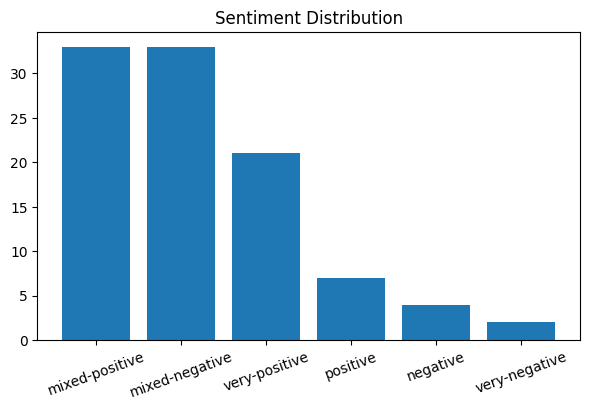 Sentiment Distribution
30
25
20
15
10
5
0
mixed-positive
mixed-negative
very-positive
positive
negative
very-negative